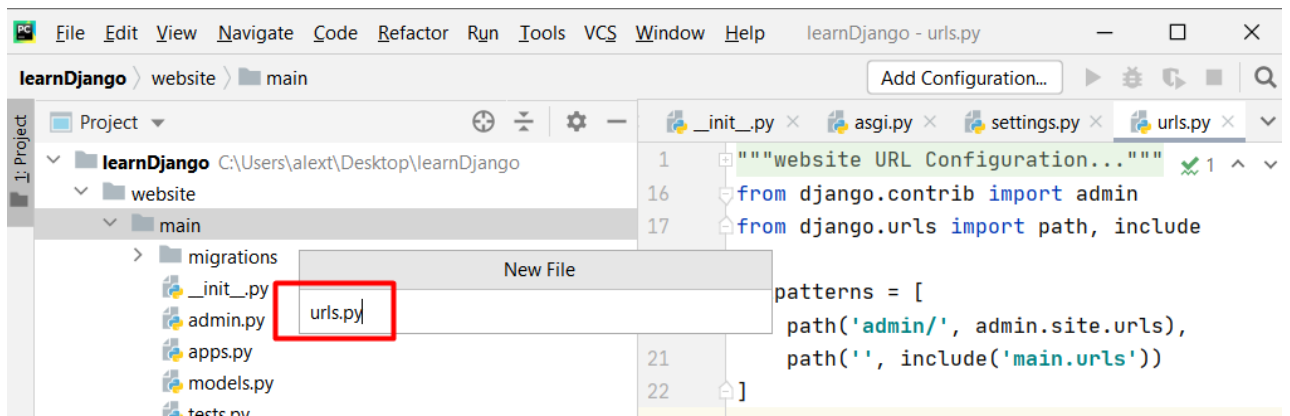 PC File Edit View Navigate Code Refactor Run Tools VCS Window Help learnDjango - urls.py
learnDjango website main Add Configuration...
1: Project
Project
__init__.py asgi.py settings.py urls.py
learnDjango C:\Users\alext\Desktop\learnDjango
website
main
migrations
__init__.py
admin.py
apps.py
models.py
tests.py
New File
urls.py
1 """website URL Configuration..."""
1
16 from django.contrib import admin
17 from django.urls import path, include
patterns = [
path('admin/', admin.site.urls),
21 path('', include('main.urls'))
22 ]